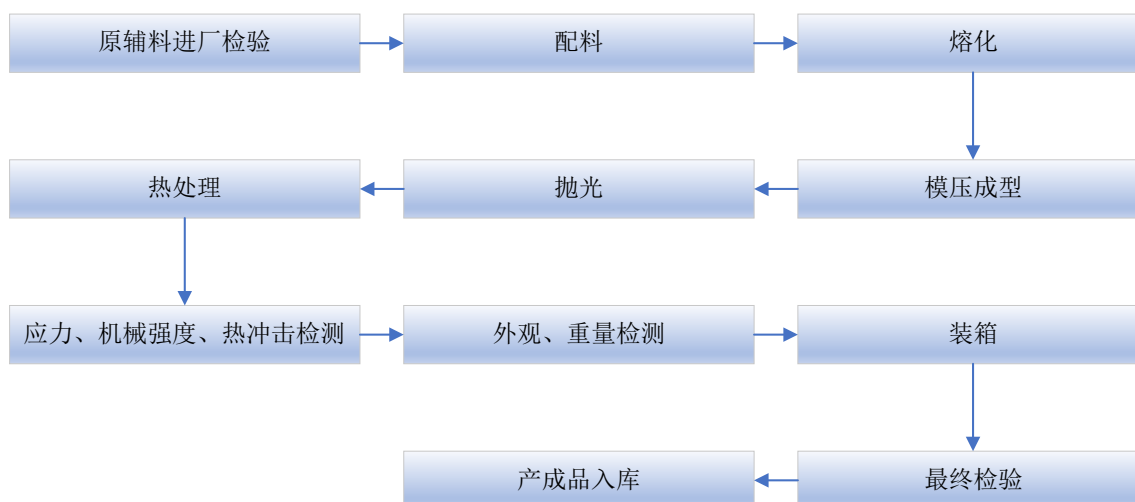 原辅料进厂检验
配料
熔化
模压成型
抛光
热处理
应力、机械强度、热冲击检测
外观、重量检测
装箱
最终检验
产成品入库